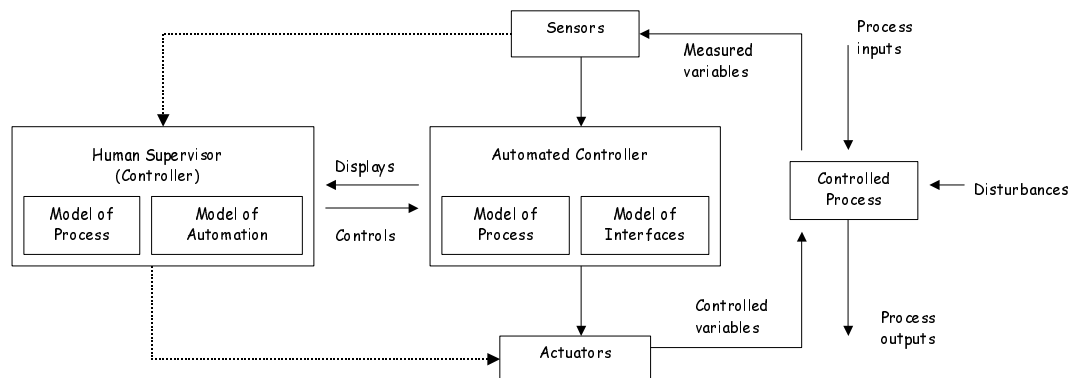 Sensors
Measured
variables
Process
inputs
Human Supervisor
(Controller)
Model of
Process
Model of
Automation
Displays
Controls
Automated Controller
Model of
Process
Model of
Interfaces
Controlled
Process
Disturbances
Controlled
variables
Process
outputs
Actuators